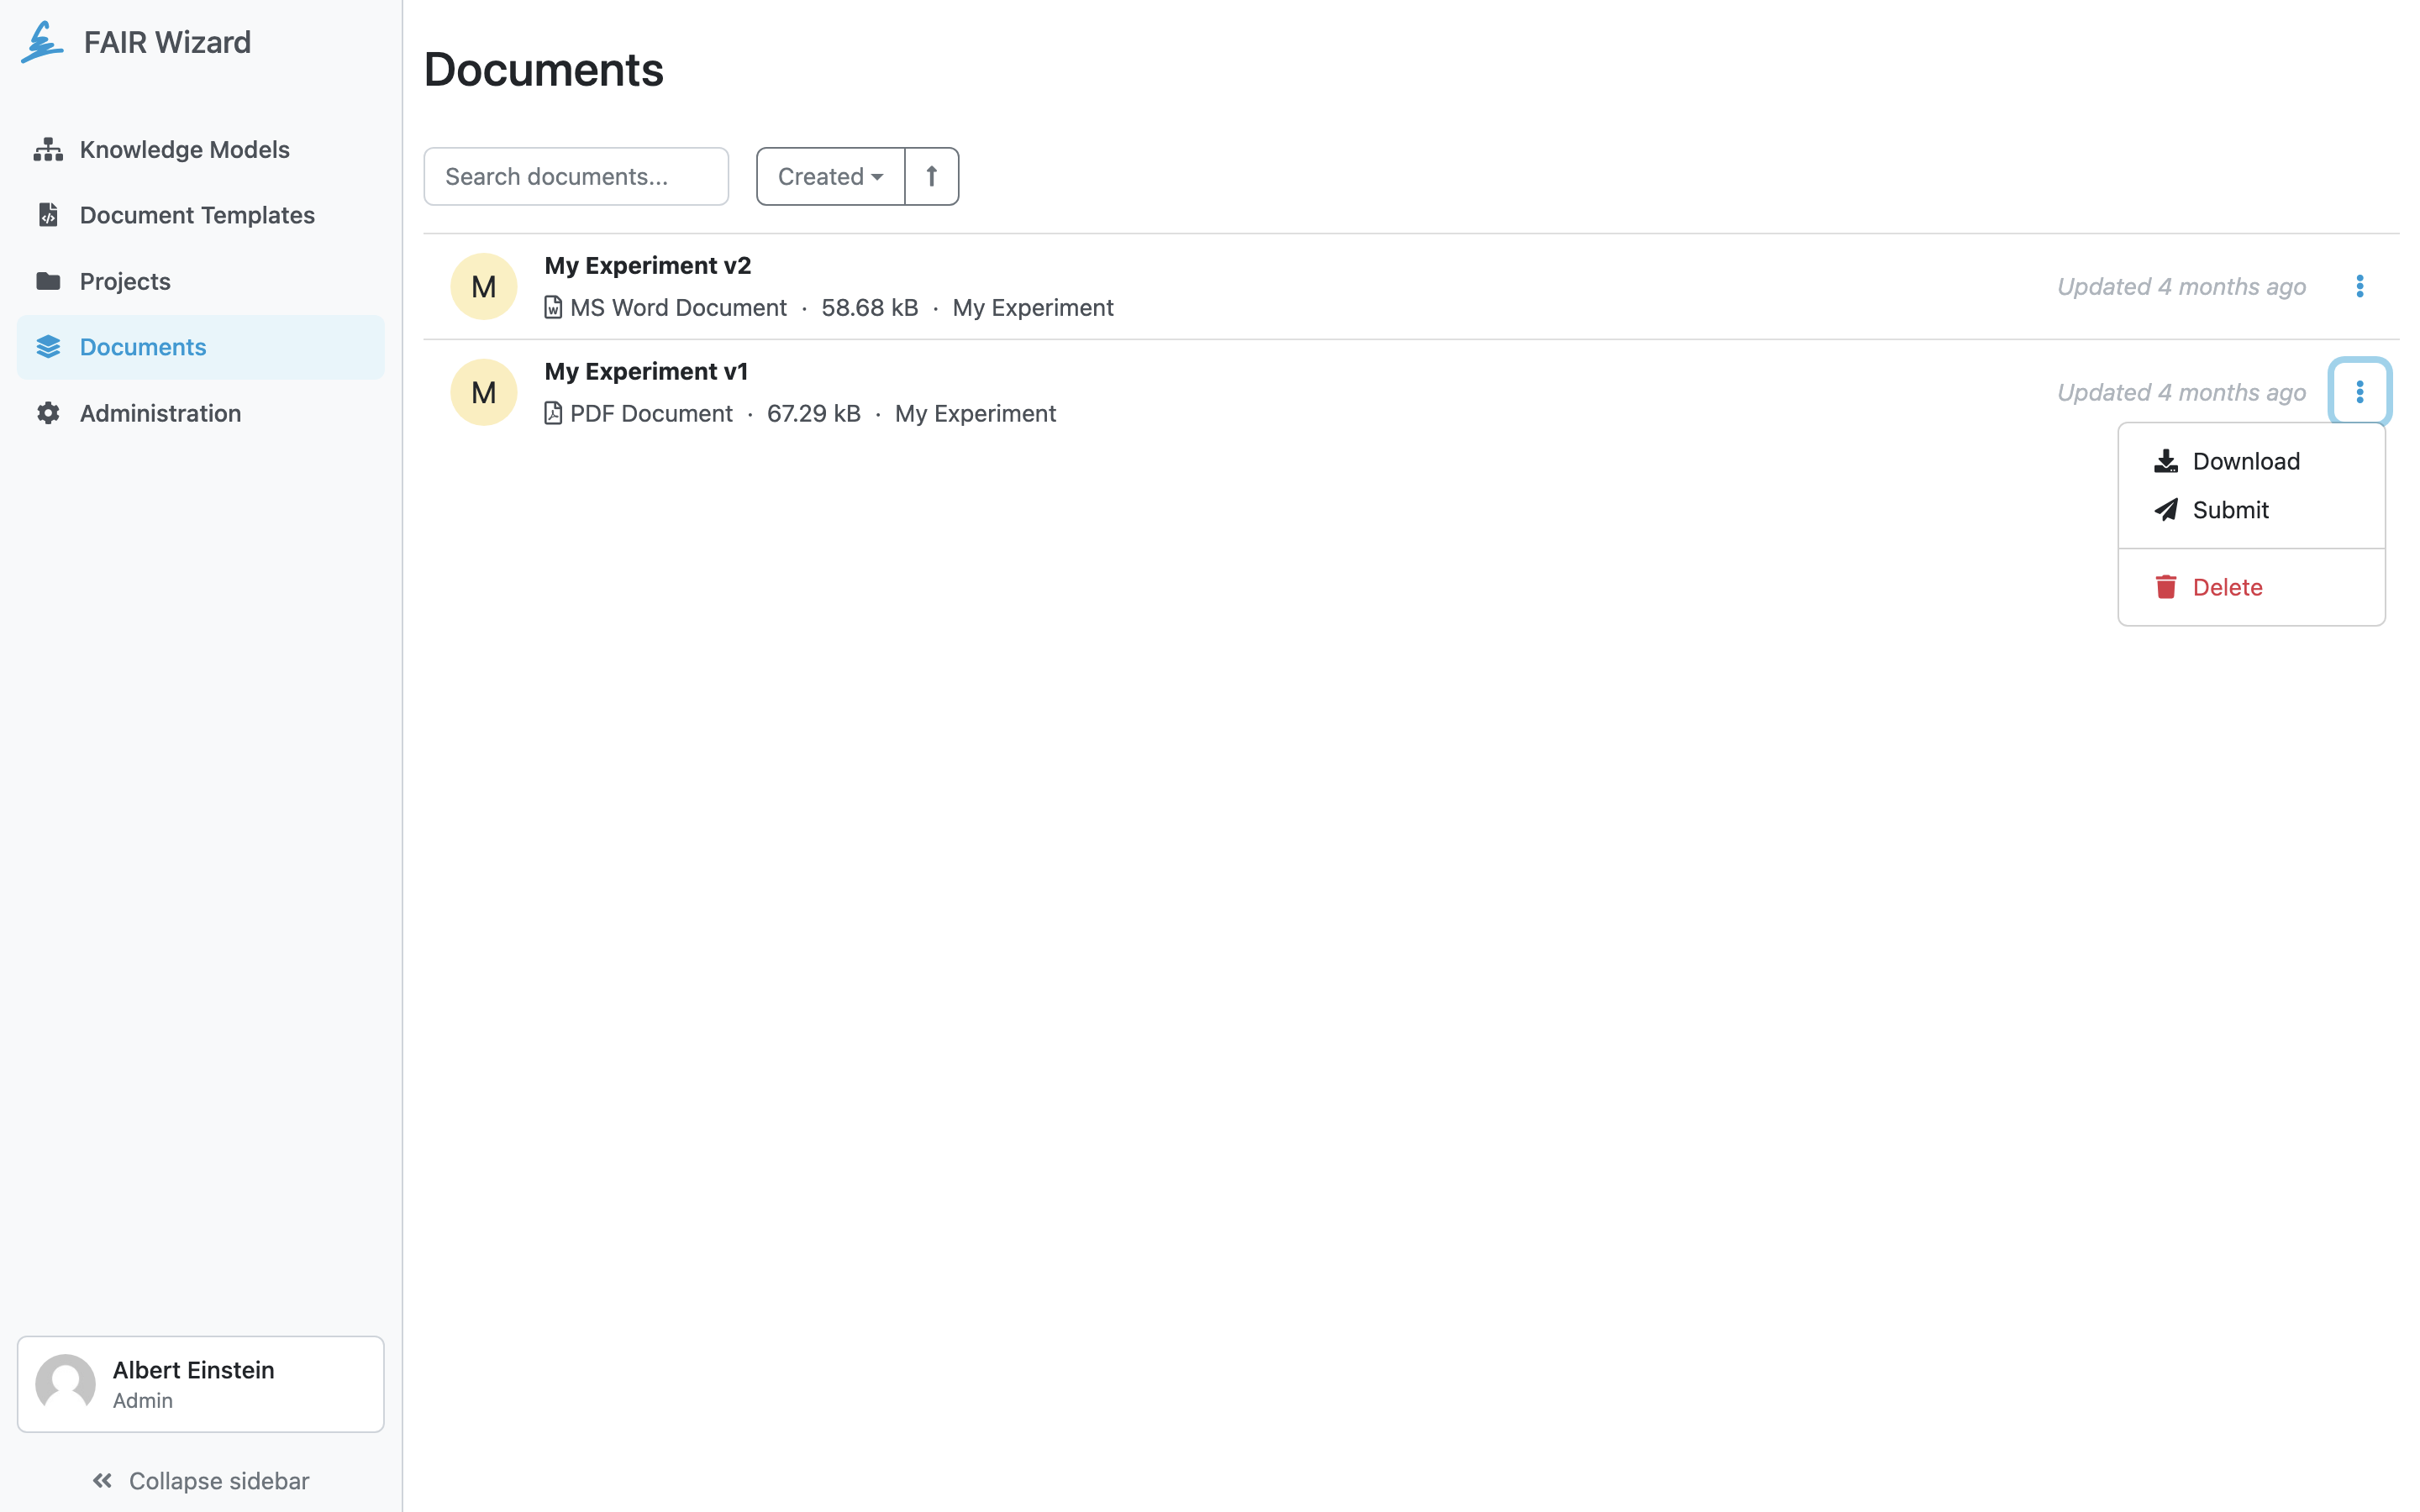 FAIR Wizard
Knowledge Models
Document Templates
Projects
Documents
Administration
Albert Einstein
Admin
Collapse sidebar
Documents
Search documents...
Created
M
My Experiment v2
MS Word Document · 58.68 kB · My Experiment
Updated 4 months ago
M
My Experiment v1
PDF Document · 67.29 kB · My Experiment
Updated 4 months ago
Download
Submit
Delete